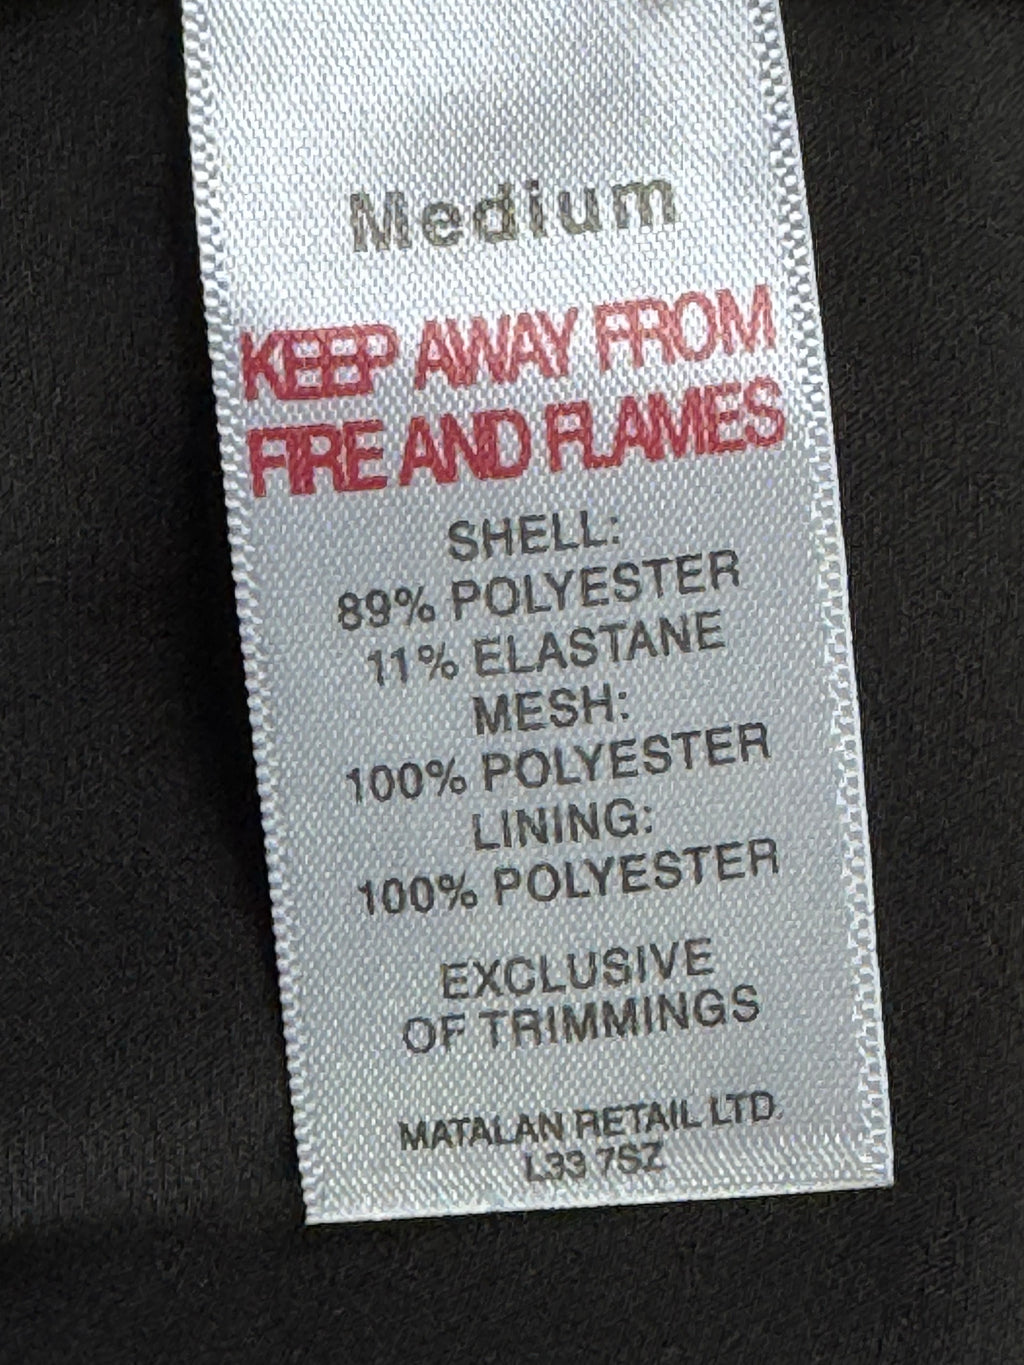 Medium
KEEP AWAY FROM
FIRE AND FLAMES
SHELL:
89% POLYESTER
11% ELASTANE
MESH:
100% POLYESTER
LINING:
100% POLYESTER
EXCLUSIVE
OF TRIMMINGS
MATALAN RETAIL LTD.
L33 7SZ